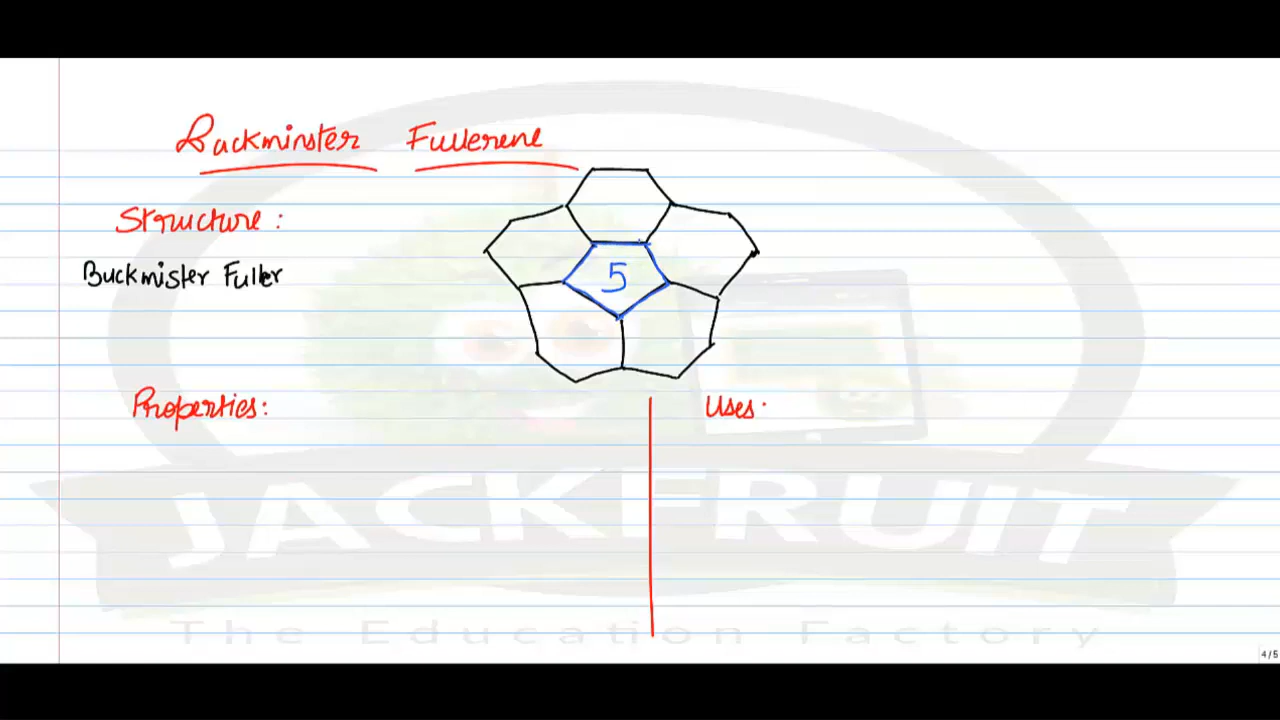 Buckminster Fullerene
Structure:
Buckmister Fuller
5
Properties:
Uses:
JACKFRUIT
The Education Factory
4/5